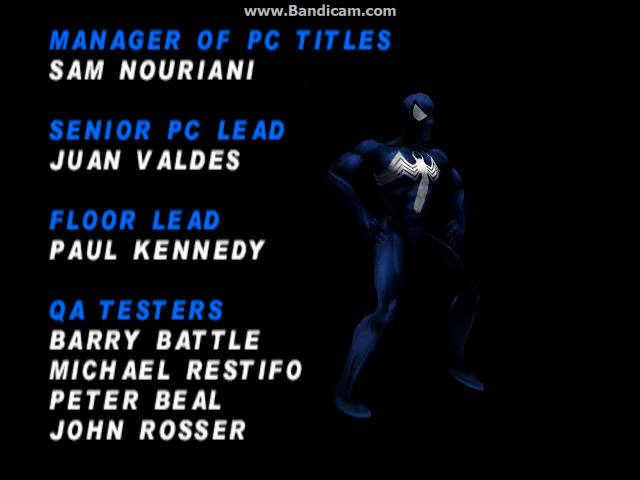 www.Bandicam.com
MANAGER OF PC TITLES
SAM NOURIANI
SENIOR PC LEAD
JUAN VALDES
FLOOR LEAD
PAUL KENNEDY
QA TESTERS
BARRY BATTLE
MICHAEL RESTIFO
PETER BEAL
JOHN ROSSER